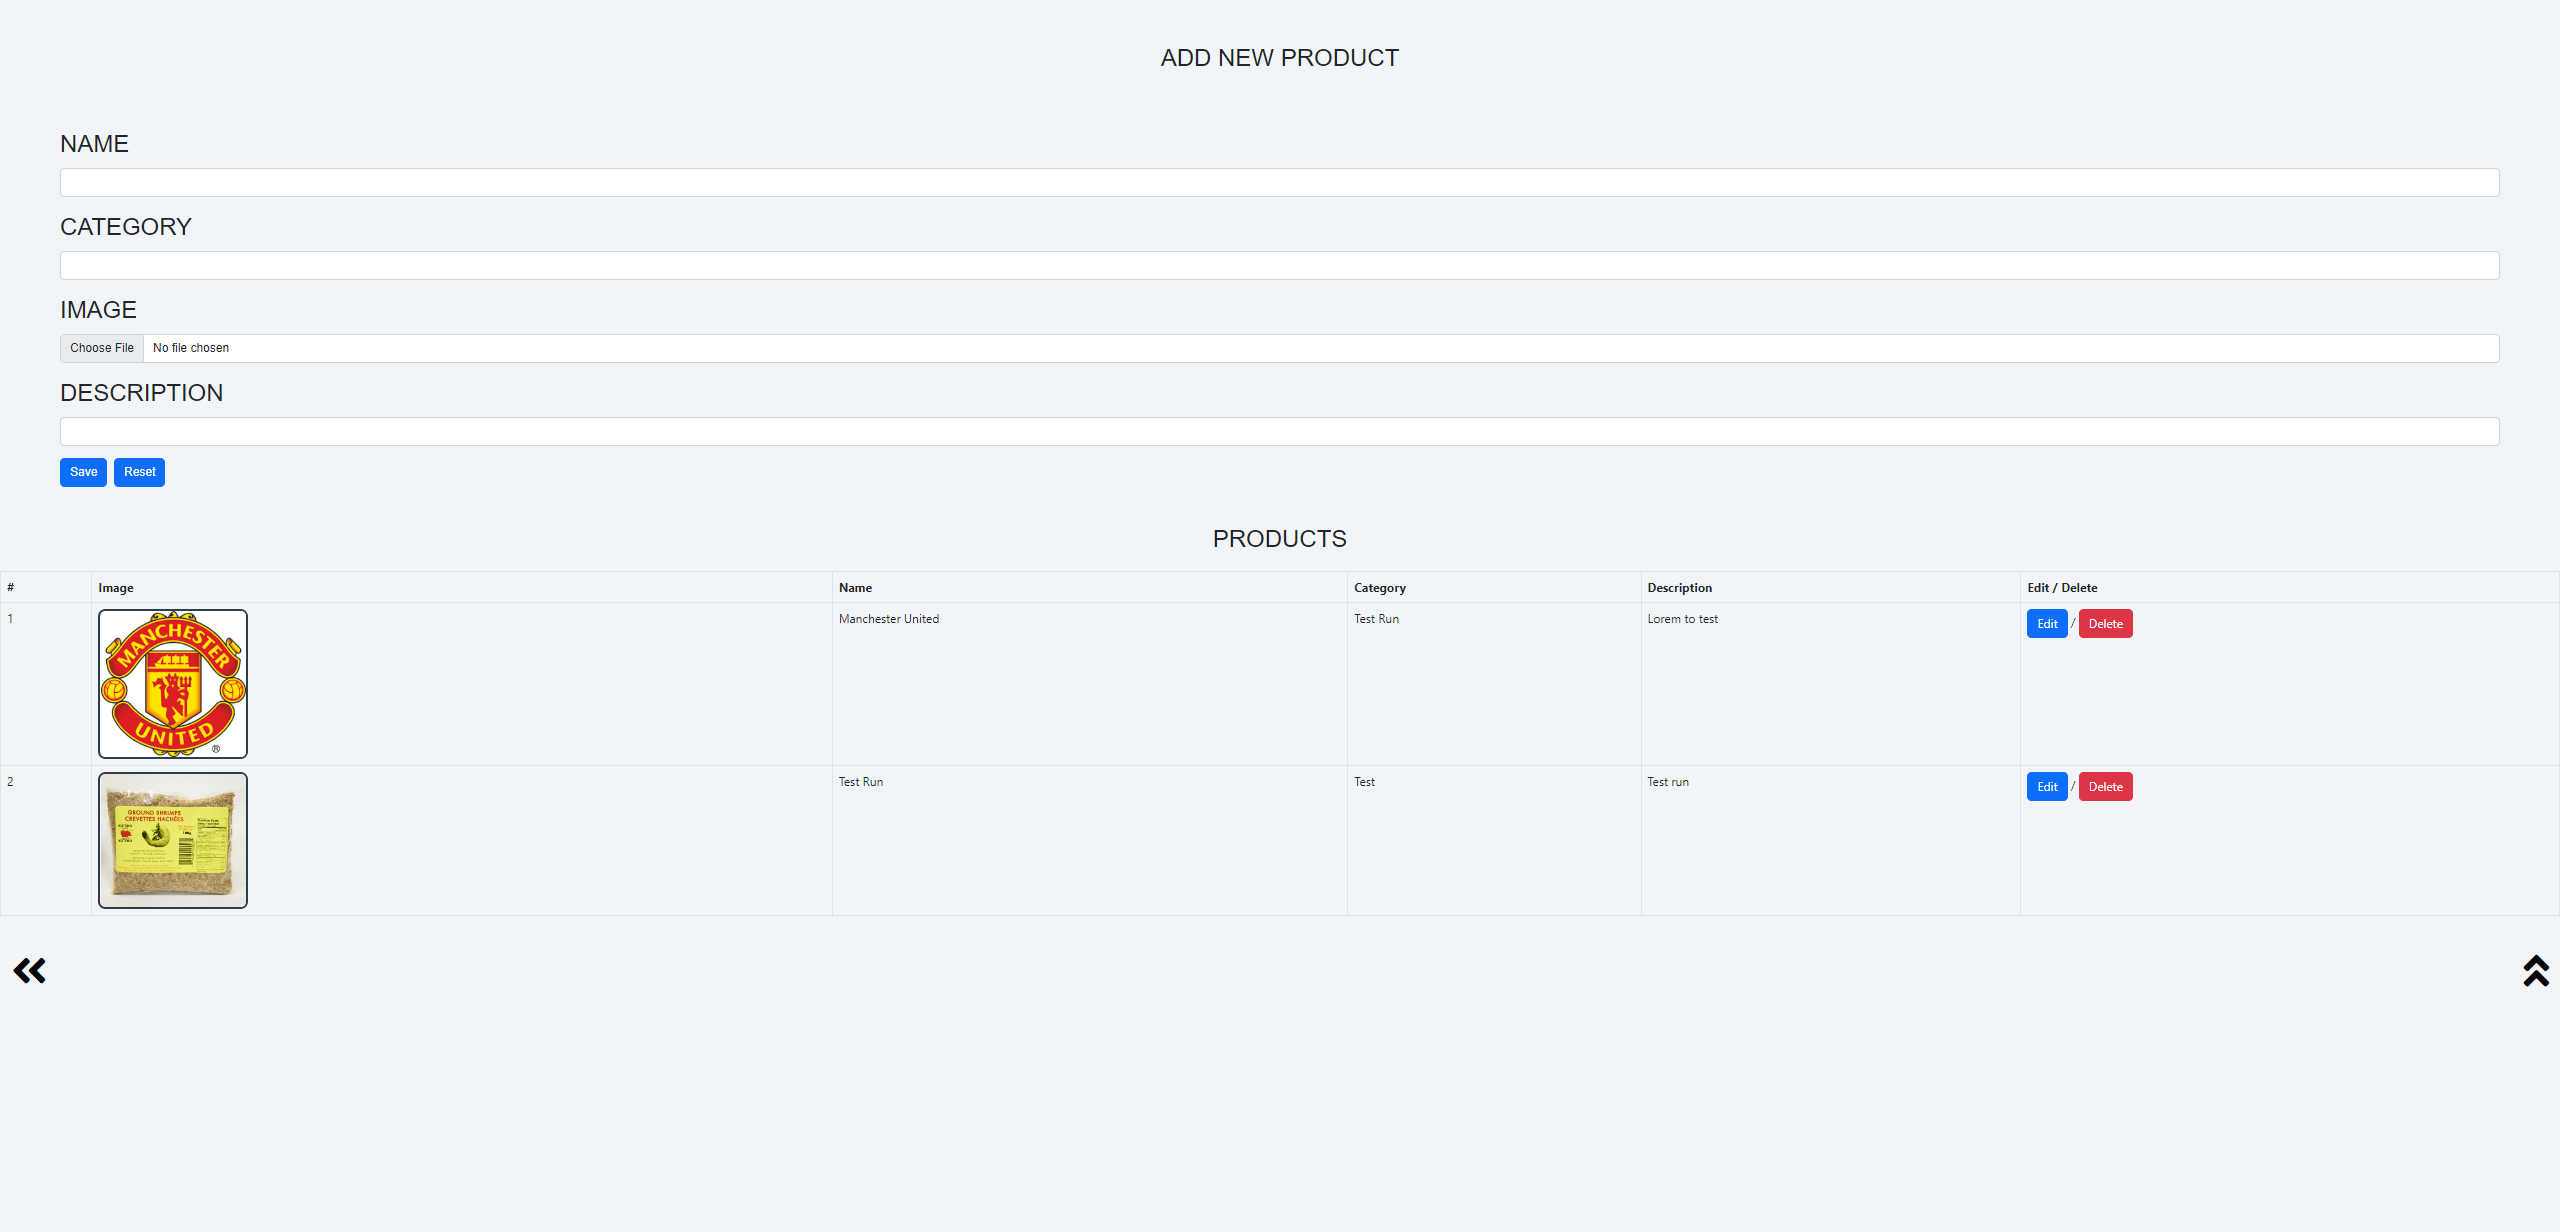 ADD NEW PRODUCT
NAME
CATEGORY
IMAGE
Choose File No file chosen
DESCRIPTION
Save Reset
PRODUCTS
# Image Name Category Description Edit / Delete
1 Manchester United Test Run Lorem to test Edit / Delete
MANCHESTER
UNITED
®
2 Test Run Test Test run Edit / Delete
GROUND SHRIMPS
CREVETTES HACHÉES